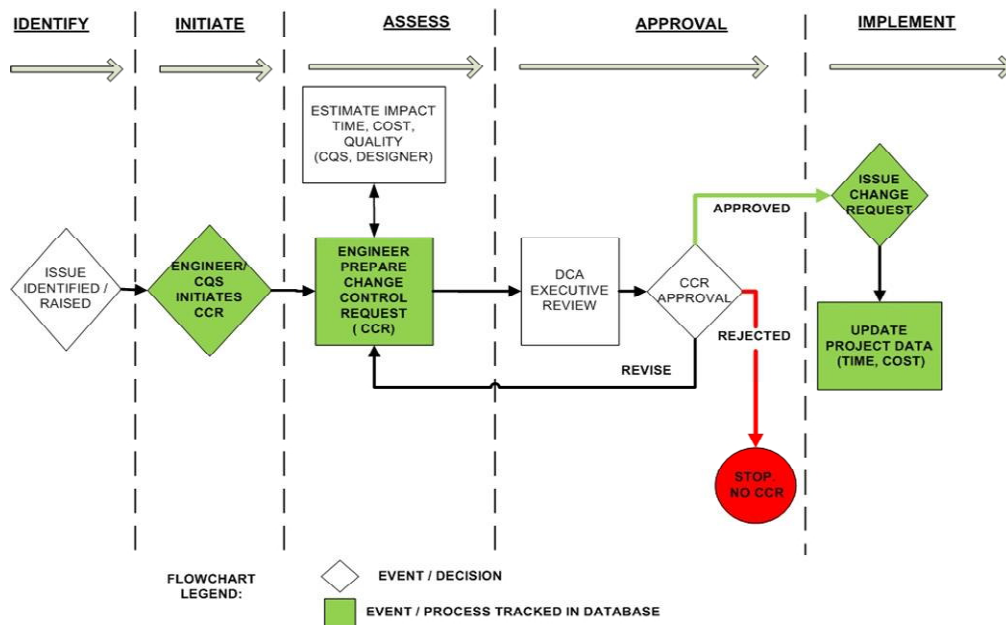 IDENTIFY
INITIATE
ASSESS
APPROVAL
IMPLEMENT
ESTIMATE IMPACT
TIME, COST,
QUALITY
(CQS, DESIGNER)
ISSUE
IDENTIFIED /
RAISED
ENGINEER/
CQS
INITIATES
CCR
ENGINEER
PREPARE
CHANGE
CONTROL
REQUEST
( CCR)
DCA
EXECUTIVE
REVIEW
CCR
APPROVAL
APPROVED
REJECTED
REVISE
ISSUE
CHANGE
REQUEST
UPDATE
PROJECT DATA
(TIME, COST)
STOP.
NO CCR
FLOWCHART
LEGEND:
EVENT / DECISION
EVENT / PROCESS TRACKED IN DATABASE